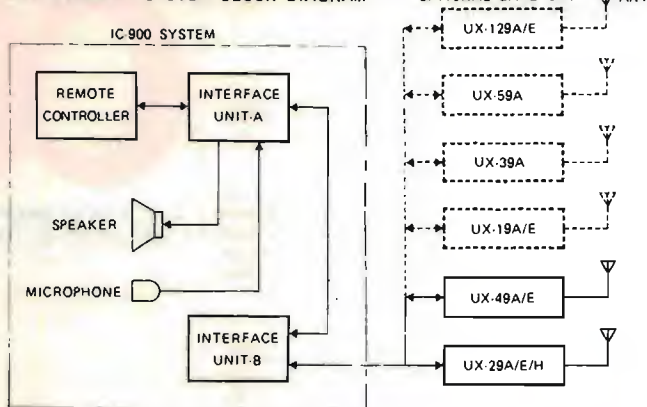 BLOCK DIAGRAM
IC-900 SYSTEM
REMOTE
CONTROLLER
INTERFACE
UNIT-A
SPEAKER
MICROPHONE
INTERFACE
UNIT-B
UX-129A/E
UX-59A
UX-39A
UX-19A/E
UX-49A/E
UX-29A/E/H